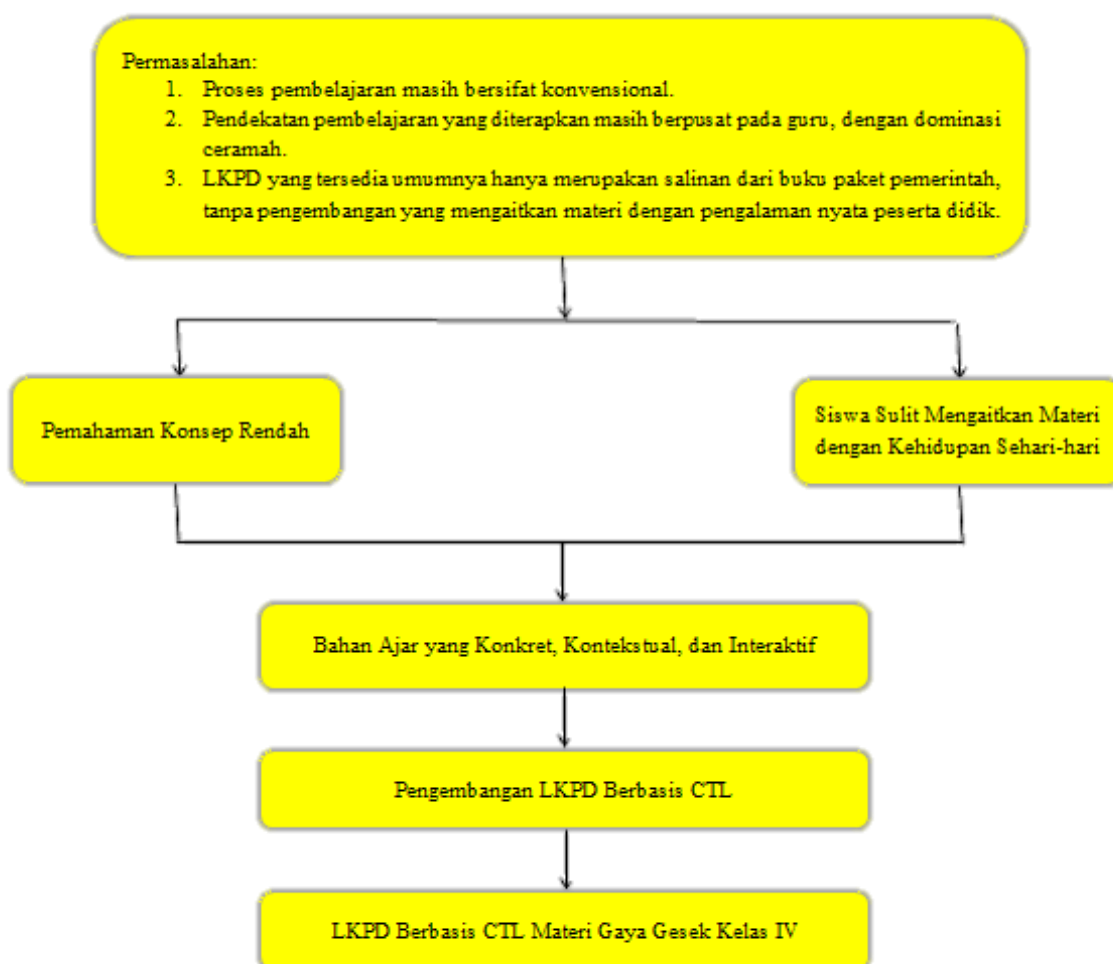 Permasalahan:
1. Proses pembelajaran masih bersifat konvensional.
2. Pendekatan pembelajaran yang diterapkan masih berpusat pada guru, dengan dominasi
ceramah.
3. LKPD yang tersedia umumnya hanya merupakan salinan dari buku paket pemerintah,
tanpa pengembangan yang mengaitkan materi dengan pengalaman nyata peserta didik.
Pemahaman Konsep Rendah
Siswa Sulit Mengaitkan Materi
dengan Kehidupan Sehari-hari
Bahan Ajar yang Konkret, Kontekstual, dan Interaktif
Pengembangan LKPD Berbasis CTL
LKPD Berbasis CTL Materi Gaya Gesek Kelas IV